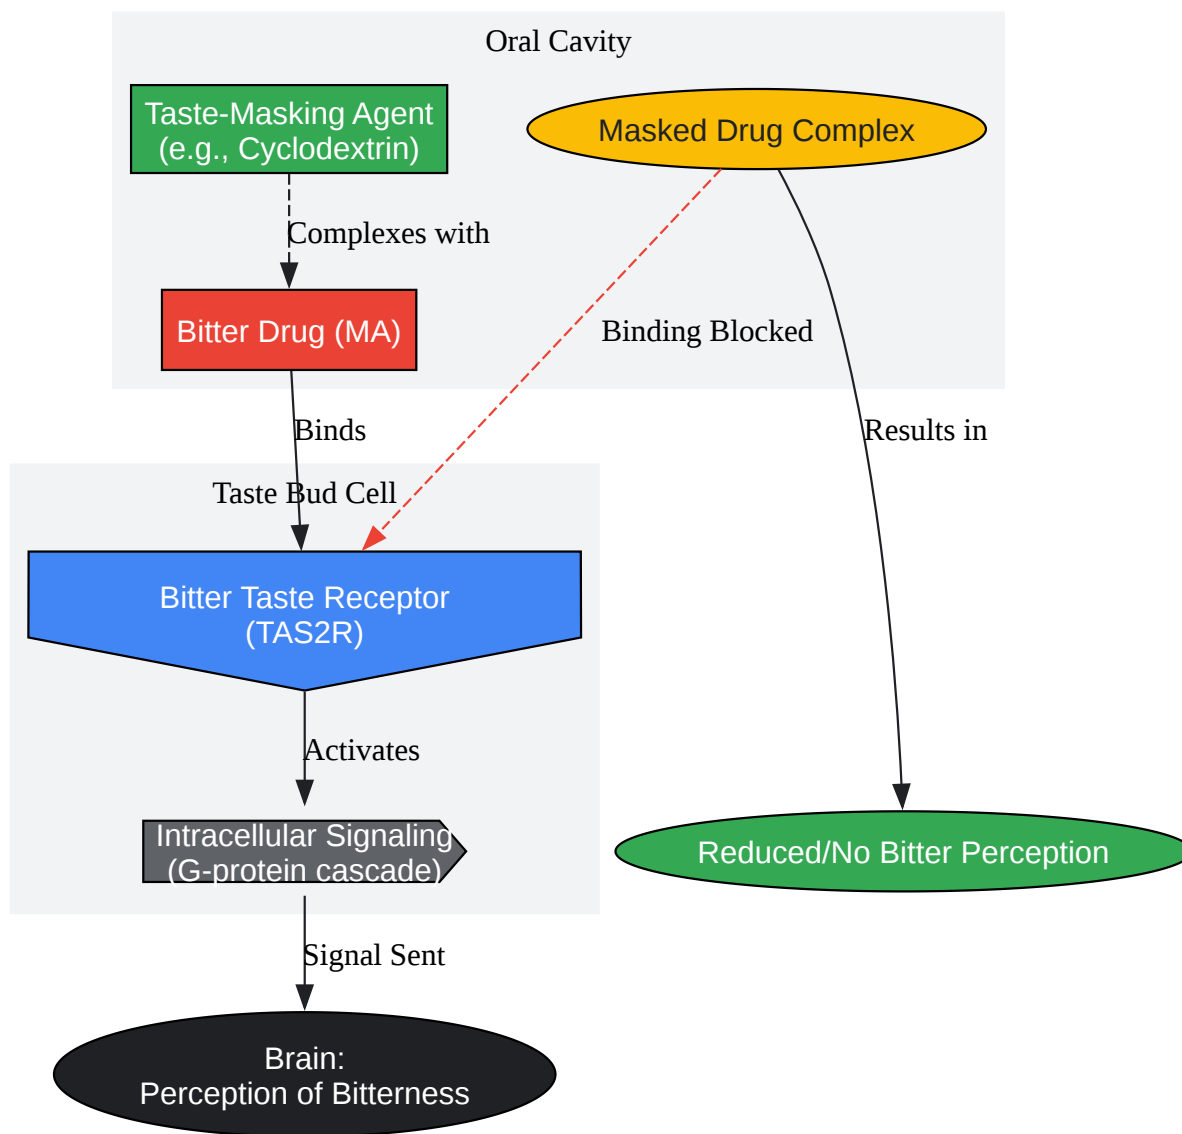 Oral Cavity
Taste-Masking Agent
(e.g., Cyclodextrin)
Masked Drug Complex
Complexes with
Bitter Drug (MA)
Binding Blocked
Binds
Results in
Taste Bud Cell
Bitter Taste Receptor
(TAS2R)
Activates
Intracellular Signaling
(G-protein cascade)
Reduced/No Bitter Perception
Signal Sent
Brain:
Perception of Bitterness